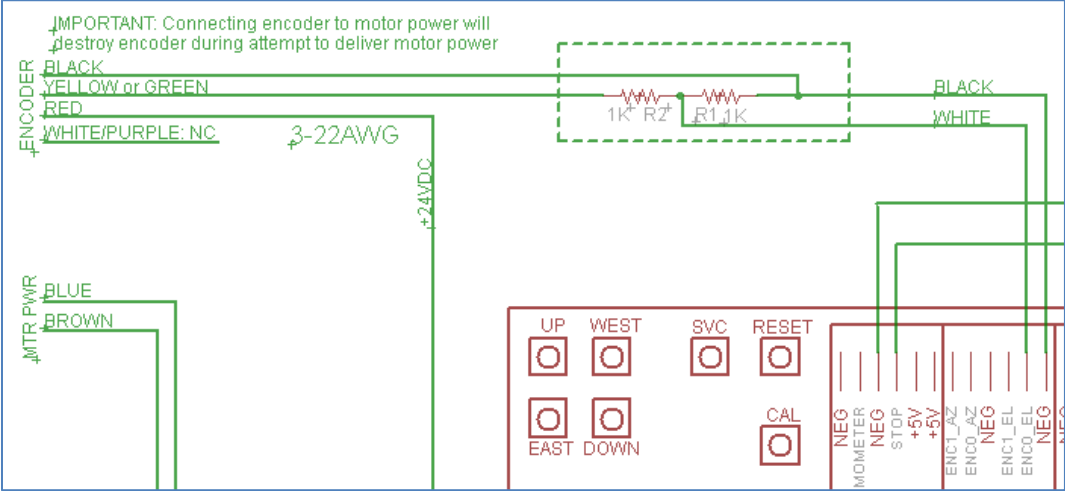 IMPORTANT: Connecting encoder to motor power will
destroy encoder during attempt to deliver motor power
ENCODER
BLACK
YELLOW or GREEN
RED
WHITE/PURPLE: NC
3-22AWG
1K R2 R1 1K
BLACK
WHITE
+24VDC
MTR PWR
BLUE
BROWN
UP WEST SVC RESET
EAST DOWN
CAL
NEG
MOMETER
NEG
STOP
+5V
+5V
ENC1_AZ
ENC0_AZ
NEG
ENC1_EL
ENC0_EL
NEG